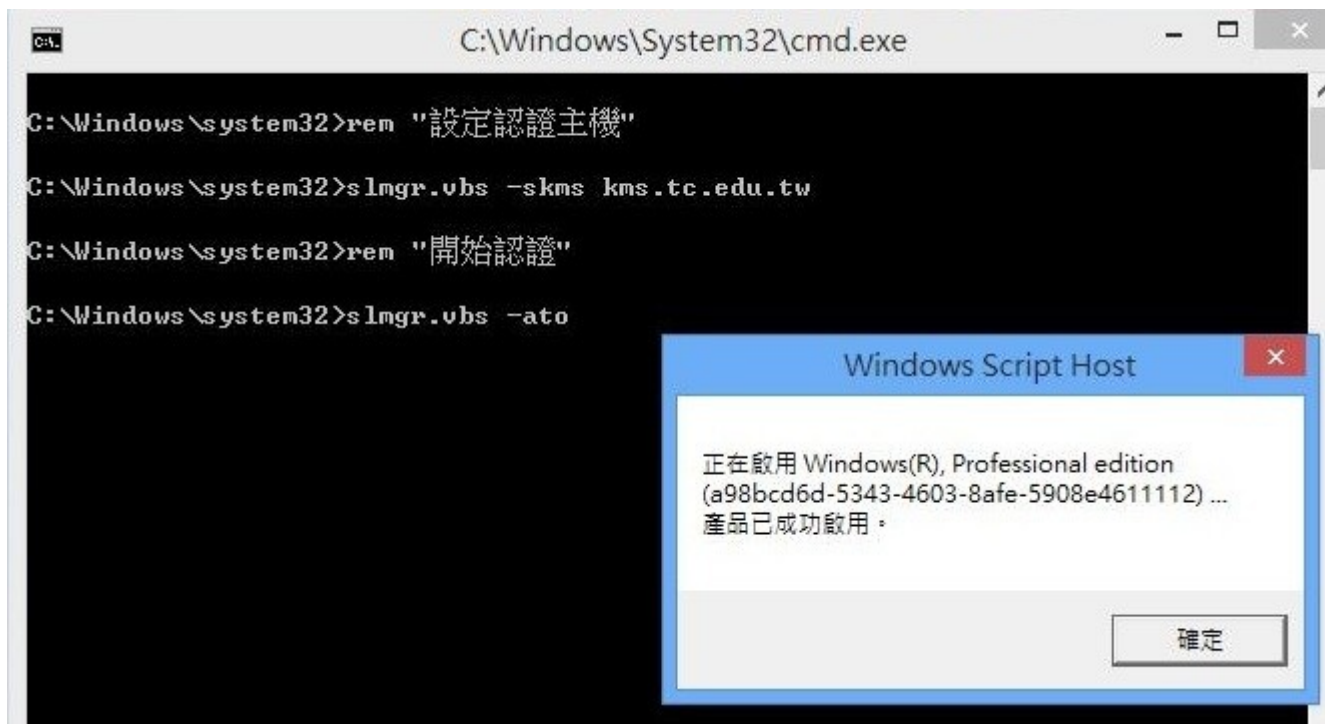 C:\Windows\System32\cmd.exe
C:\Windows\system32>rem "設定認證主機"
C:\Windows\system32>slmgr.vbs -skms kms.tc.edu.tw
C:\Windows\system32>rem "開始認證"
C:\Windows\system32>slmgr.vbs -ato
Windows Script Host
正在啟用 Windows(R), Professional edition
(a98bcd6d-5343-4603-8afe-5908e4611112) ...
產品已成功啟用。
確定